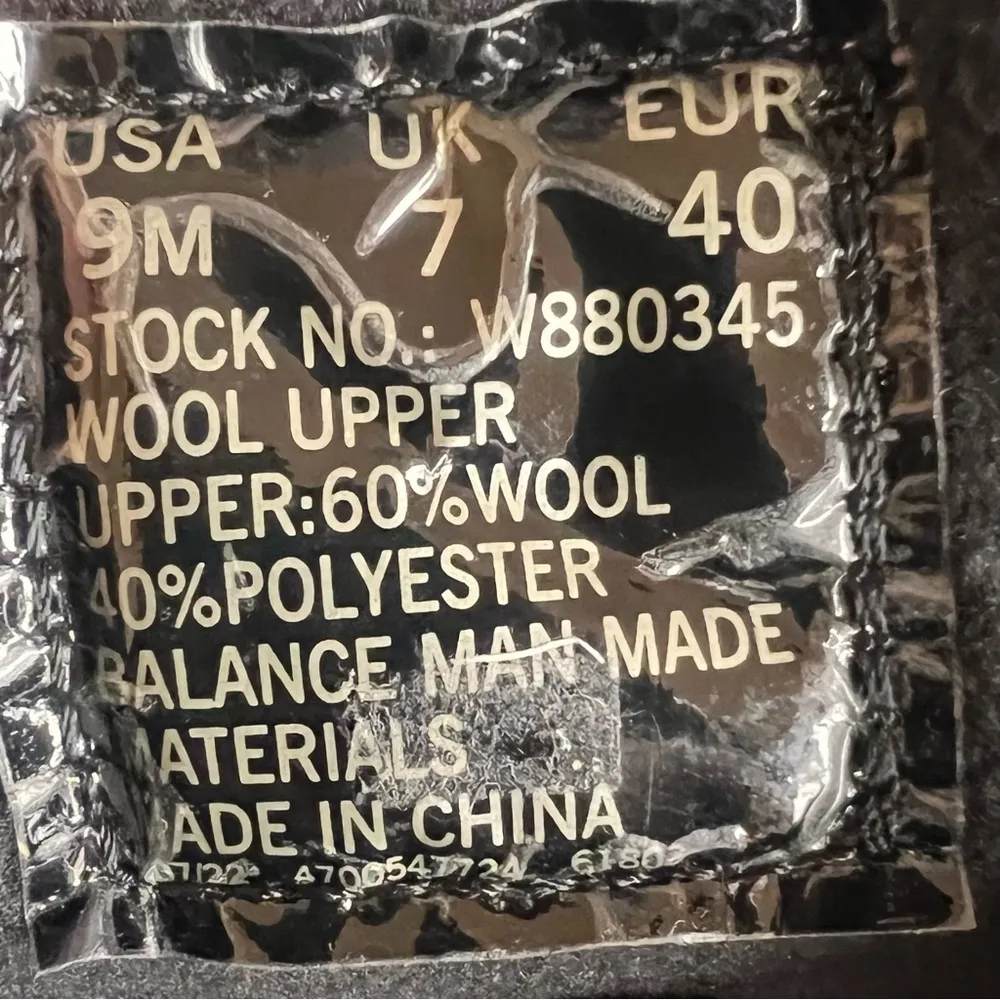 USA UK EUR
9M 7 40
STOCK NO.: W880345
WOOL UPPER
UPPER:60%WOOL
40%POLYESTER
BALANCE MAN MADE
MATERIALS
MADE IN CHINA